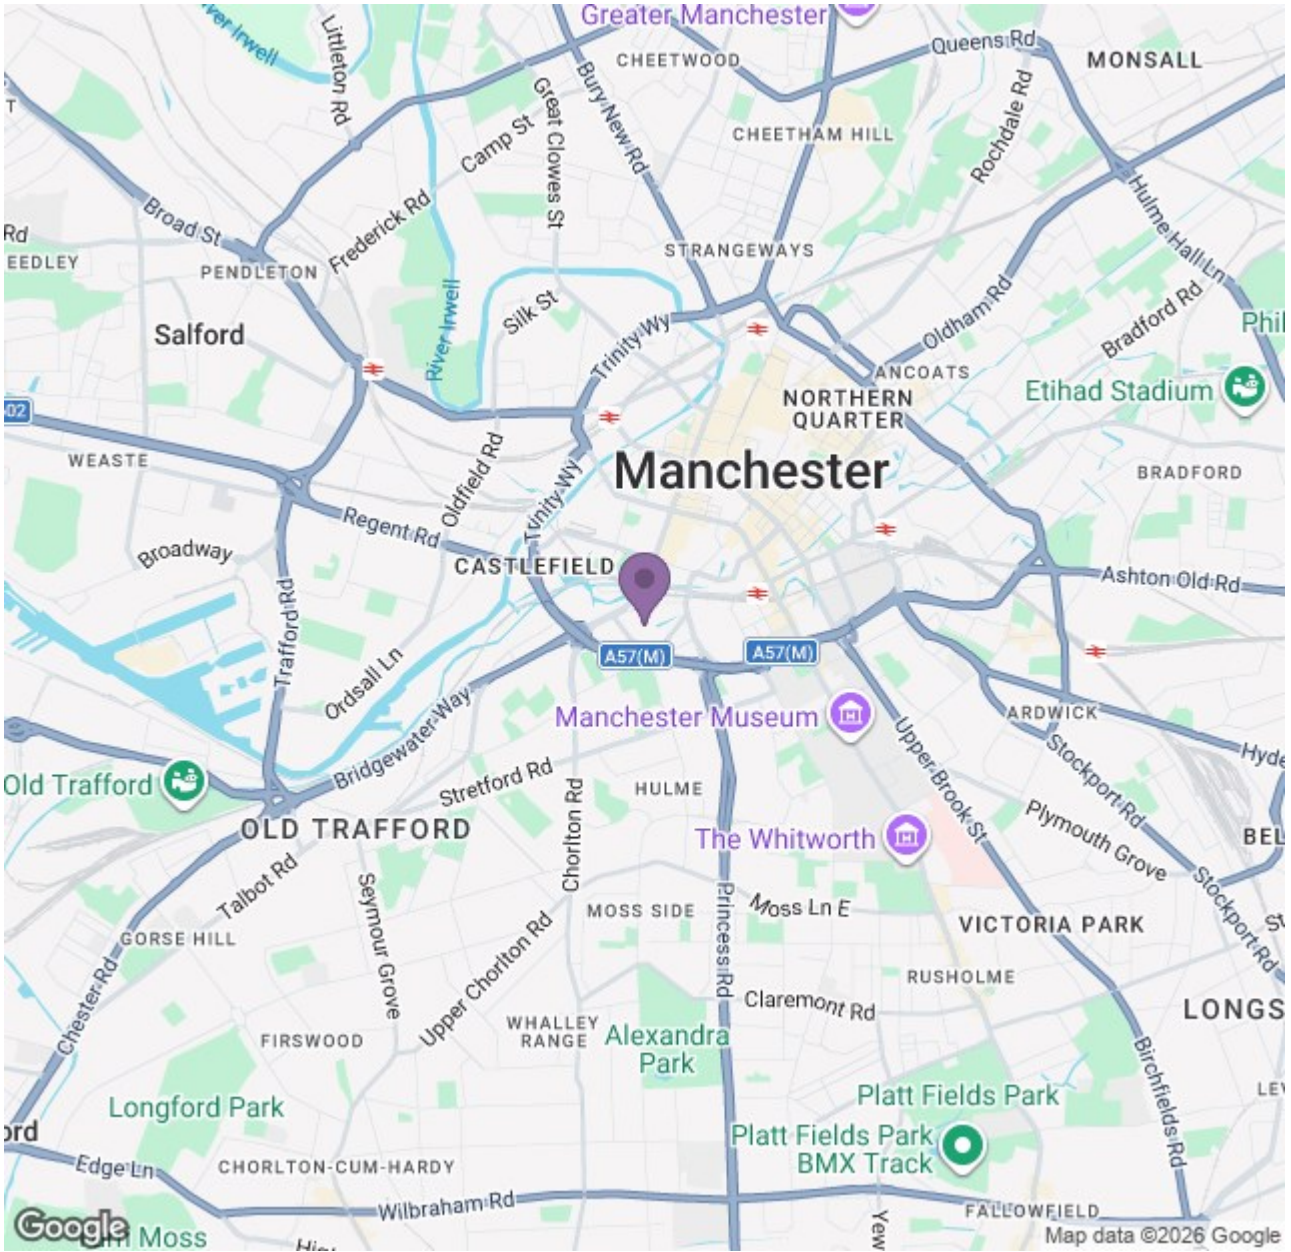 River Irwell
Littleton Rd
Greater Manchester
CHEETWOOD
Queens Rd
MONSALL
T
Bury New Rd
Great Clowes St
Camp St
CHEETHAM HILL
Rochdale Rd
Hulme Hall Ln
Broad St
Frederick Rd
Rd
EEDLEY
PENDLETON
STRANGEWAYS
River Irwell
Silk St
Trinity Wy
Oldham Rd
Bradford Rd
Phil
Salford
ANCOATS
Etihad Stadium
NORTHERN
QUARTER
02
WEASTE
Oldfield Rd
Manchester
BRADFORD
Trinity Wy
Regent Rd
Broadway
CASTLEFIELD
Ashton Old Rd
Trafford Rd
Ordsall Ln
A57(M)
A57(M)
Manchester Museum
ARDWICK
Bridgewater Way
Upper Brook St
Stockport Rd
Hyde
Old Trafford
Stretford Rd
HULME
Chorlton Rd
OLD TRAFFORD
The Whitworth
Plymouth Grove
BEL
Talbot Rd
Seymour Grove
Princess Rd
Moss Ln E
Stockport Rd
MOSS SIDE
VICTORIA PARK
GORSE HILL
Upper Chorlton Rd
RUSHOLME
Chester Rd
Claremont Rd
LONGS
FIRSWOOD
WHALLEY
RANGE
Alexandra
Park
Birchfields Rd
Longford Park
Platt Fields Park
LEV
ord
Platt Fields Park
BMX Track
Edge Ln
CHORLTON-CUM-HARDY
Wilbraham Rd
FALLOWFIELD
Yew
Google
Moss
Map data ©2026 Google